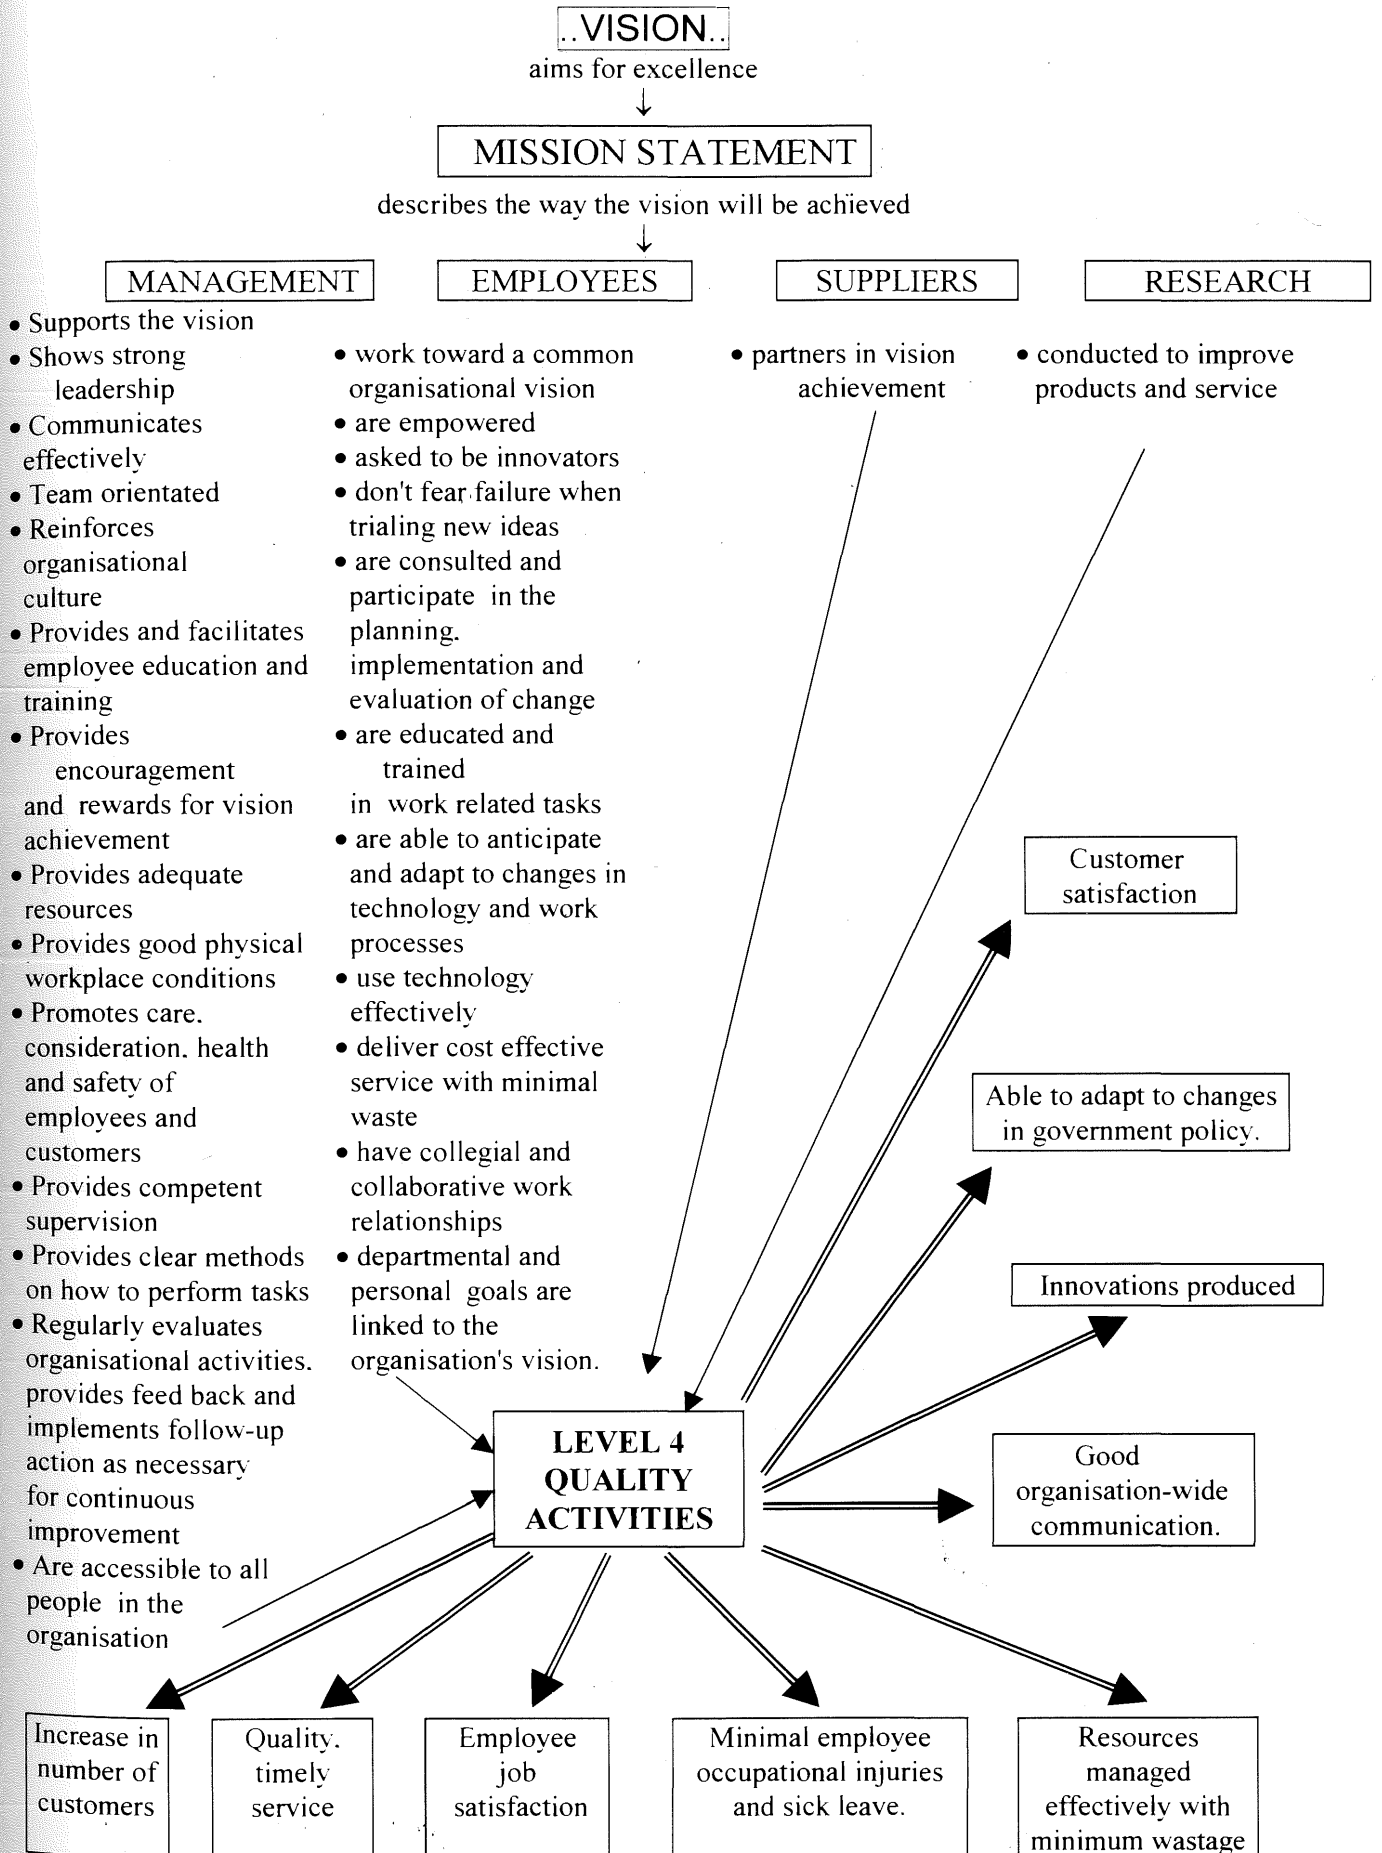 ..VISION..
aims for excellence
↓
MISSION STATEMENT
describes the way the vision will be achieved
↓
MANAGEMENT
• Supports the vision
• Shows strong
leadership
• Communicates
effectively
• Team orientated
• Reinforces
organisational
culture
• Provides and facilitates
employee education and
training
• Provides
encouragement
and rewards for vision
achievement
• Provides adequate
resources
• Provides good physical
workplace conditions
• Promotes care.
consideration. health
and safety of
employees and
customers
• Provides competent
supervision
• Provides clear methods
on how to perform tasks
• Regularly evaluates
organisational activities.
provides feed back and
implements follow-up
action as necessary
for continuous
improvement
• Are accessible to all
people in the
organisation
EMPLOYEES
• work toward a common
organisational vision
• are empowered
• asked to be innovators
• don't fear failure when
trialing new ideas
• are consulted and
participate in the
planning.
implementation and
evaluation of change
• are educated and
trained
in work related tasks
• are able to anticipate
and adapt to changes in
technology and work
processes
• use technology
effectively
• deliver cost effective
service with minimal
waste
• have collegial and
collaborative work
relationships
• departmental and
personal goals are
linked to the
organisation's vision.
SUPPLIERS
• partners in vision
achievement
RESEARCH
• conducted to improve
products and service
LEVEL 4
QUALITY
ACTIVITIES
Customer
satisfaction
Able to adapt to changes
in government policy.
Innovations produced
Good
organisation-wide
communication.
Increase in
number of
customers
Quality.
timely
service
Employee
job
satisfaction
Minimal employee
occupational injuries
and sick leave.
Resources
managed
effectively with
minimum wastage